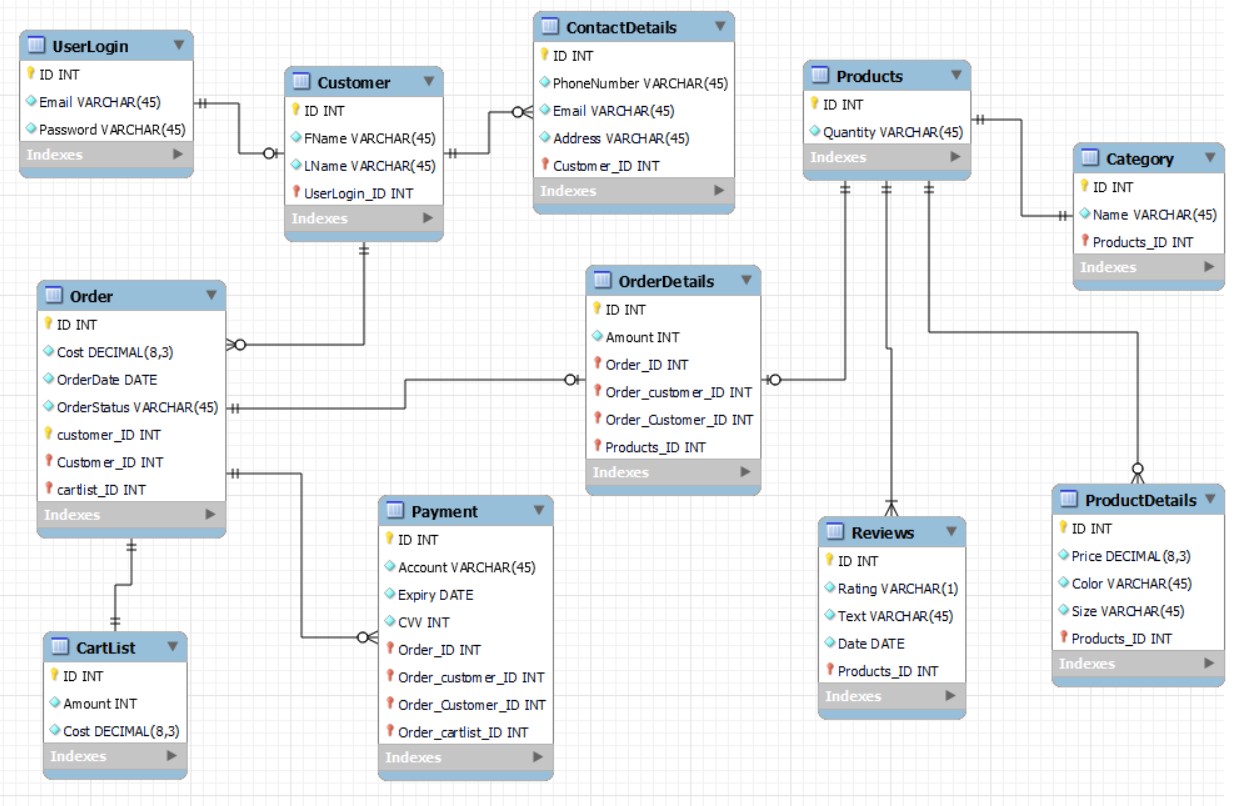 UserLogin
ID INT
Email VARCHAR(45)
Password VARCHAR(45)
Indexes
Customer
ID INT
FName VARCHAR(45)
LName VARCHAR(45)
UserLogin_ID INT
Indexes
ContactDetails
ID INT
PhoneNumber VARCHAR(45)
Email VARCHAR(45)
Address VARCHAR(45)
Customer_ID INT
Indexes
Products
ID INT
Quantity VARCHAR(45)
Indexes
Category
ID INT
Name VARCHAR(45)
Products_ID INT
Indexes
Order
ID INT
Cost DECIMAL(8,3)
OrderDate DATE
OrderStatus VARCHAR(45)
customer_ID INT
Customer_ID INT
cartlist_ID INT
Indexes
OrderDetails
ID INT
Amount INT
Order_ID INT
Order_customer_ID INT
Order_Customer_ID INT
Products_ID INT
Indexes
Payment
ID INT
Account VARCHAR(45)
Expiry DATE
CVV INT
Order_ID INT
Order_customer_ID INT
Order_Customer_ID INT
Order_cartlist_ID INT
Indexes
Reviews
ID INT
Rating VARCHAR(1)
Text VARCHAR(45)
Date DATE
Products_ID INT
Indexes
ProductDetails
ID INT
Price DECIMAL(8,3)
Color VARCHAR(45)
Size VARCHAR(45)
Products_ID INT
Indexes
CartList
ID INT
Amount INT
Cost DECIMAL(8,3)
Indexes